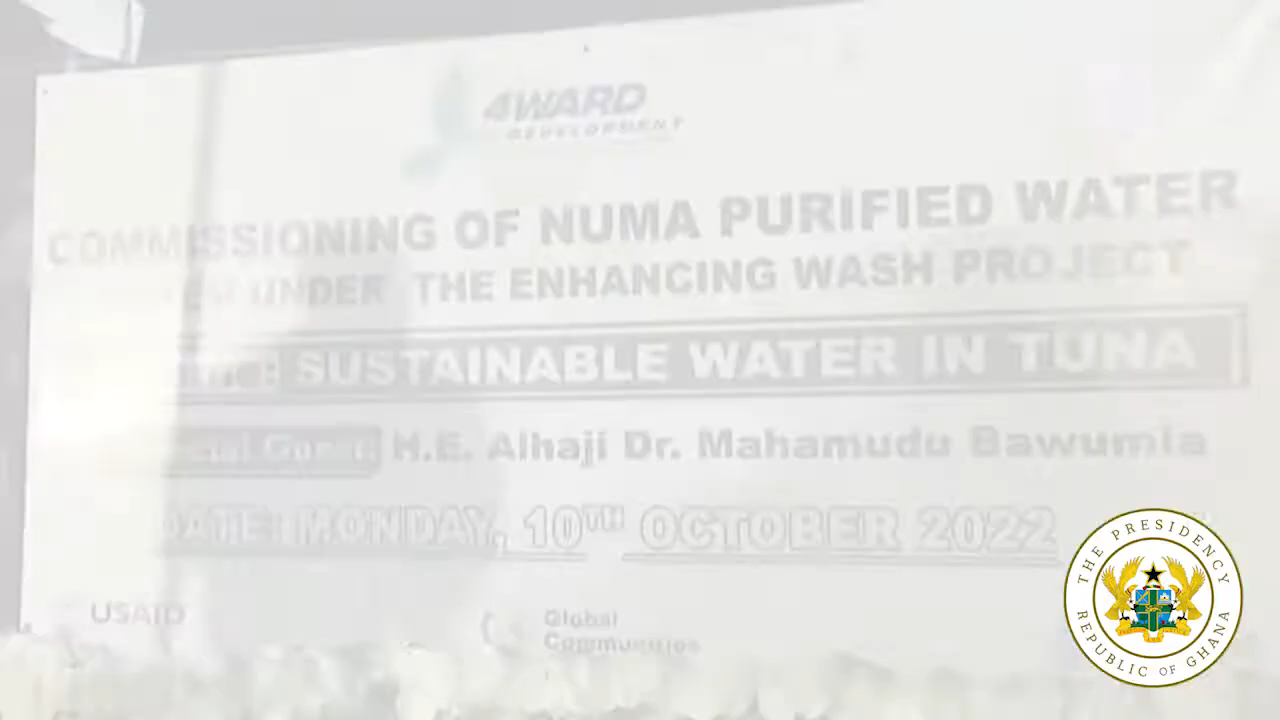 4WARD
DEVELOPMENT
COMMISSIONING OF NUMA PURIFIED WATER
UNDER THE ENHANCING WASH PROJECT
: SUSTAINABLE WATER IN TUNA
H.E. Alhaji Dr. Mahamudu Bawumia
DATE: MONDAY, 10TH OCTOBER 2022
USAID
Global
Communities
THE PRESIDENCY
REPUBLIC OF GHANA